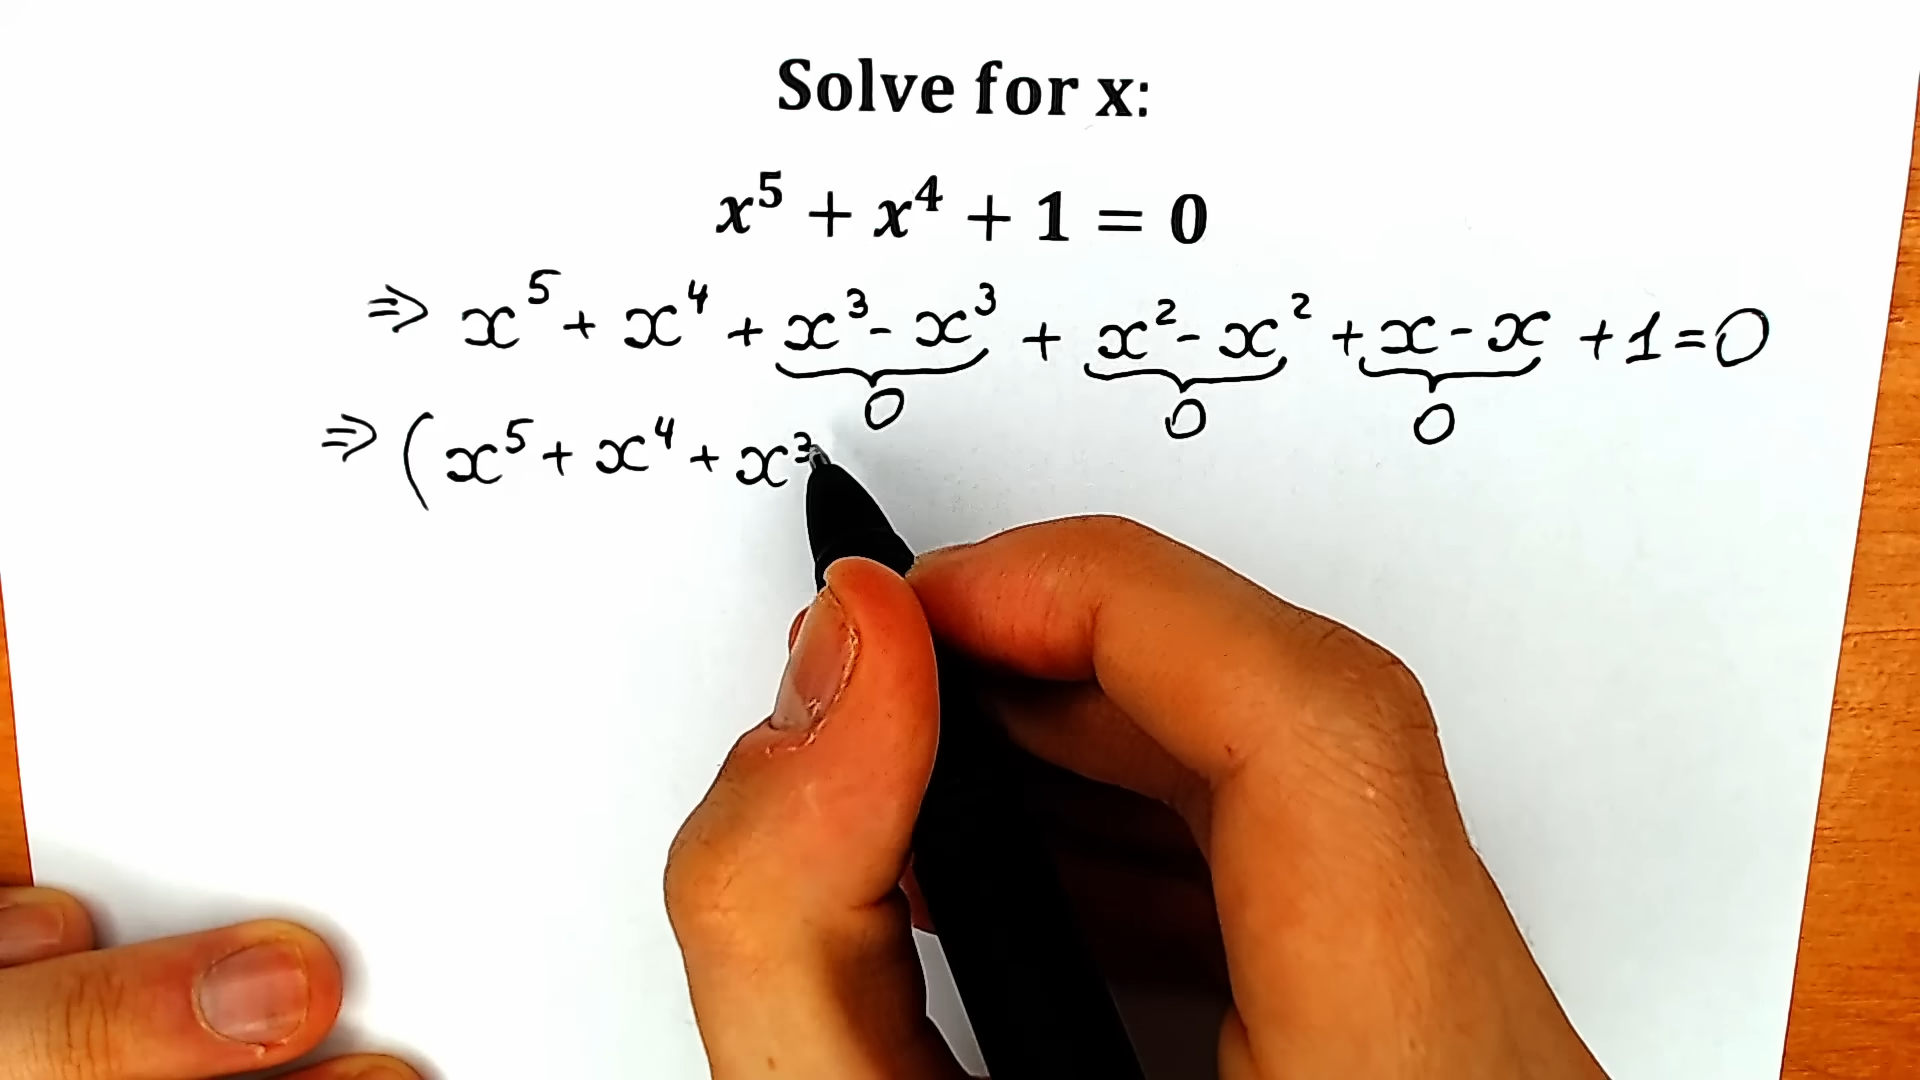 Solve for x:
x⁵ + x⁴ + 1 = 0
⇒ x⁵ + x⁴ + x³ - x³ + x² - x² + x - x + 1 = 0
0 0 0
⇒ (x⁵ + x⁴ + x³